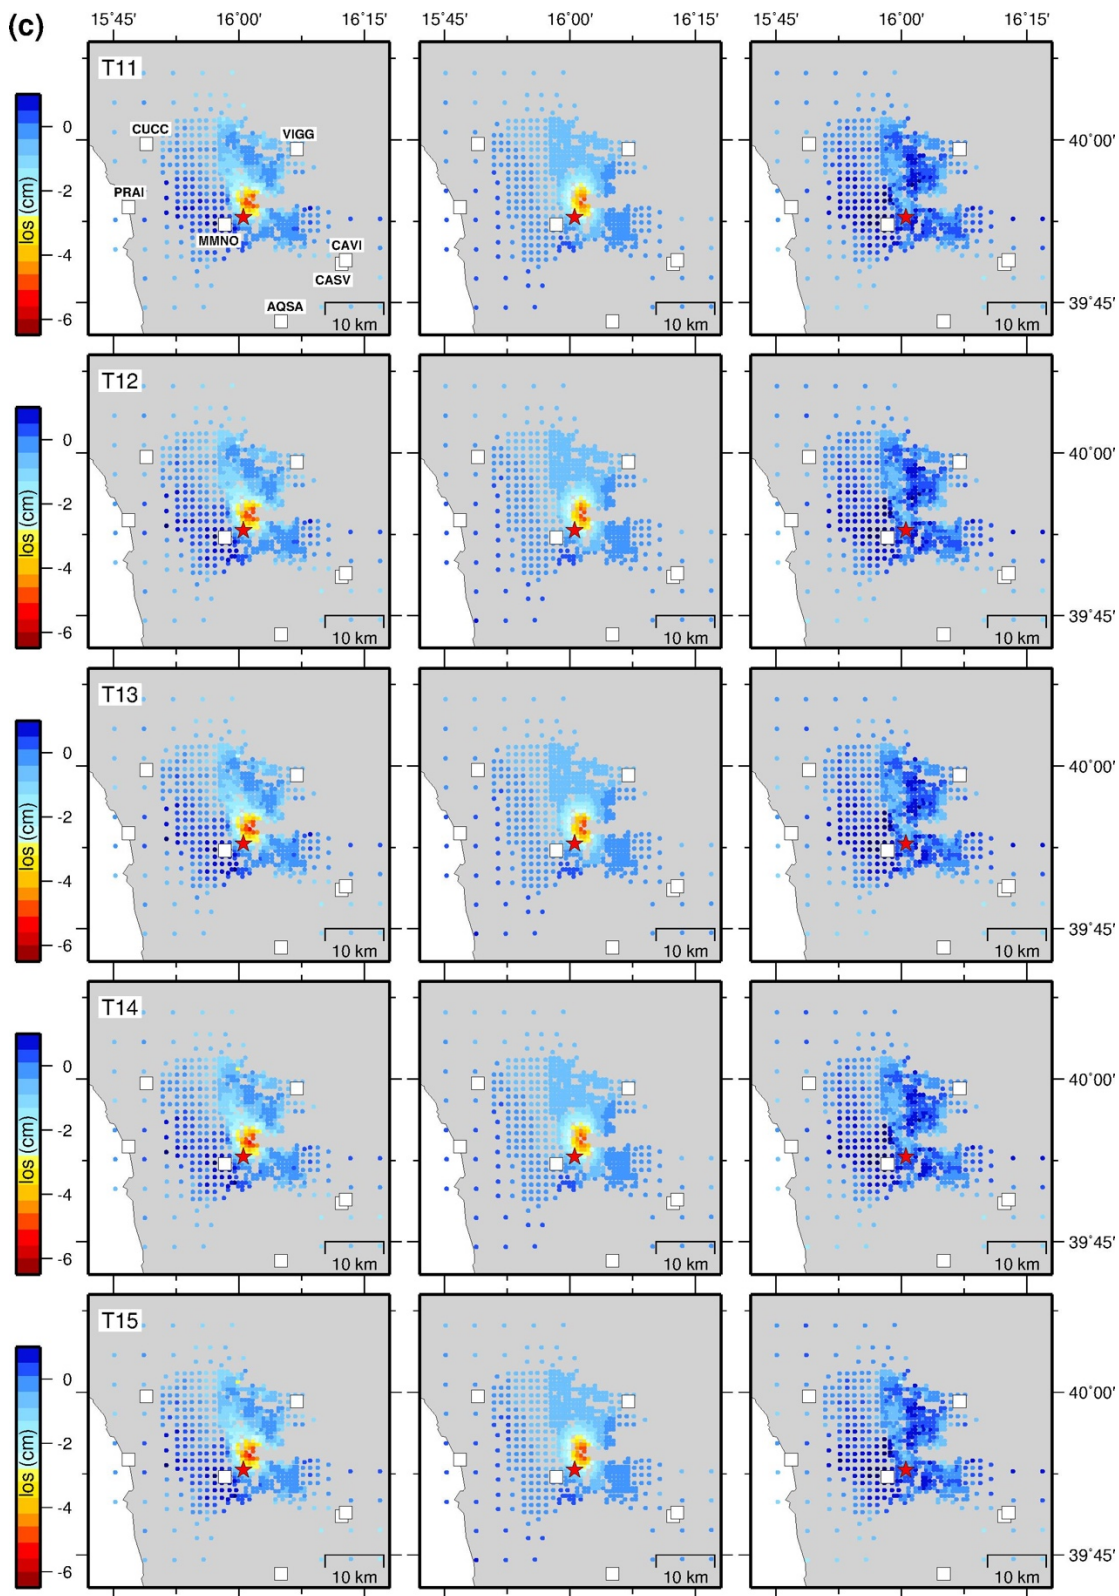 (c)
15°45' 16°00' 16°15' 15°45' 16°00' 16°15' 15°45' 16°00' 16°15'
T11
CUCC VIGG
PRAI
MMNO CAVI
CASV
AQSA
10 km 10 km 10 km
0
-2
-4
-6
los (cm)
40°00'
39°45'
T12
10 km 10 km 10 km
0
-2
-4
-6
los (cm)
40°00'
39°45'
T13
10 km 10 km 10 km
0
-2
-4
-6
los (cm)
40°00'
39°45'
T14
10 km 10 km 10 km
0
-2
-4
-6
los (cm)
40°00'
39°45'
T15
10 km 10 km 10 km
0
-2
-4
-6
los (cm)
40°00'
39°45'